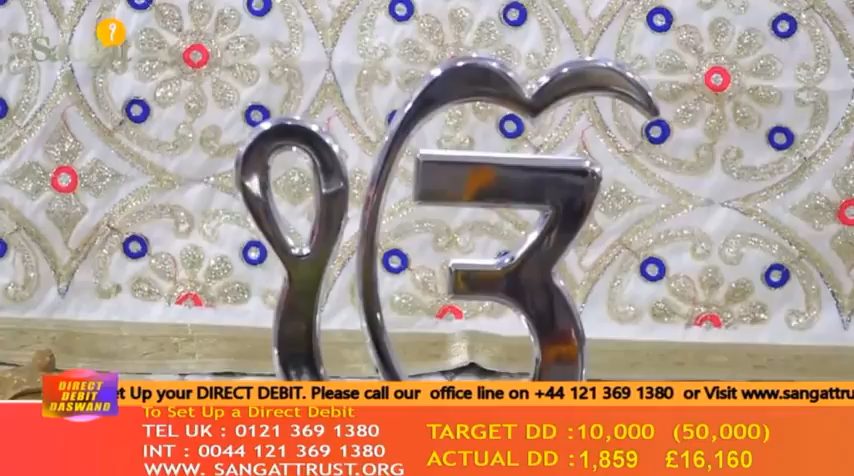 Sangat
ੴ
DIRECT
DEBIT
DASWAND
et Up your DIRECT DEBIT. Please call our office line on +44 121 369 1380 or Visit www.sangattru
To Set Up a Direct Debit
TEL UK : 0121 369 1380
INT : 0044 121 369 1380
WWW. SANGATTRUST.ORG
TARGET DD :10,000 (50,000)
ACTUAL DD :1,859 £16,160